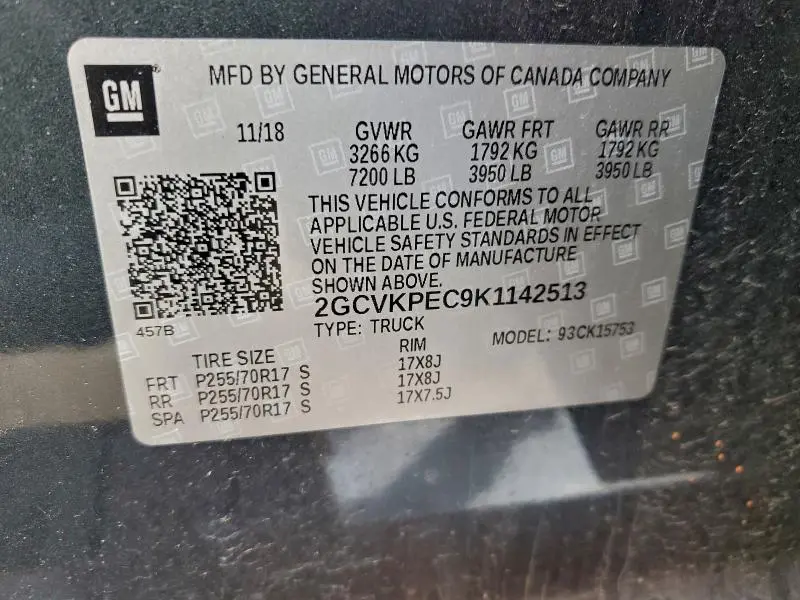 GM
MFD BY GENERAL MOTORS OF CANADA COMPANY
11/18 GVWR GAWR FRT GAWR RR
3266 KG 1792 KG 1792 KG
7200 LB 3950 LB 3950 LB
THIS VEHICLE CONFORMS TO ALL
APPLICABLE U.S. FEDERAL MOTOR
VEHICLE SAFETY STANDARDS IN EFFECT
ON THE DATE OF MANUFACTURE
SHOWN ABOVE.
2GCVKPEC9K1142513
457B
TYPE: TRUCK MODEL: 93CK15753
TIRE SIZE RIM
FRT P255/70R17 S 17X8J
RR P255/70R17 S 17X8J
SPA P255/70R17 S 17X7.5J